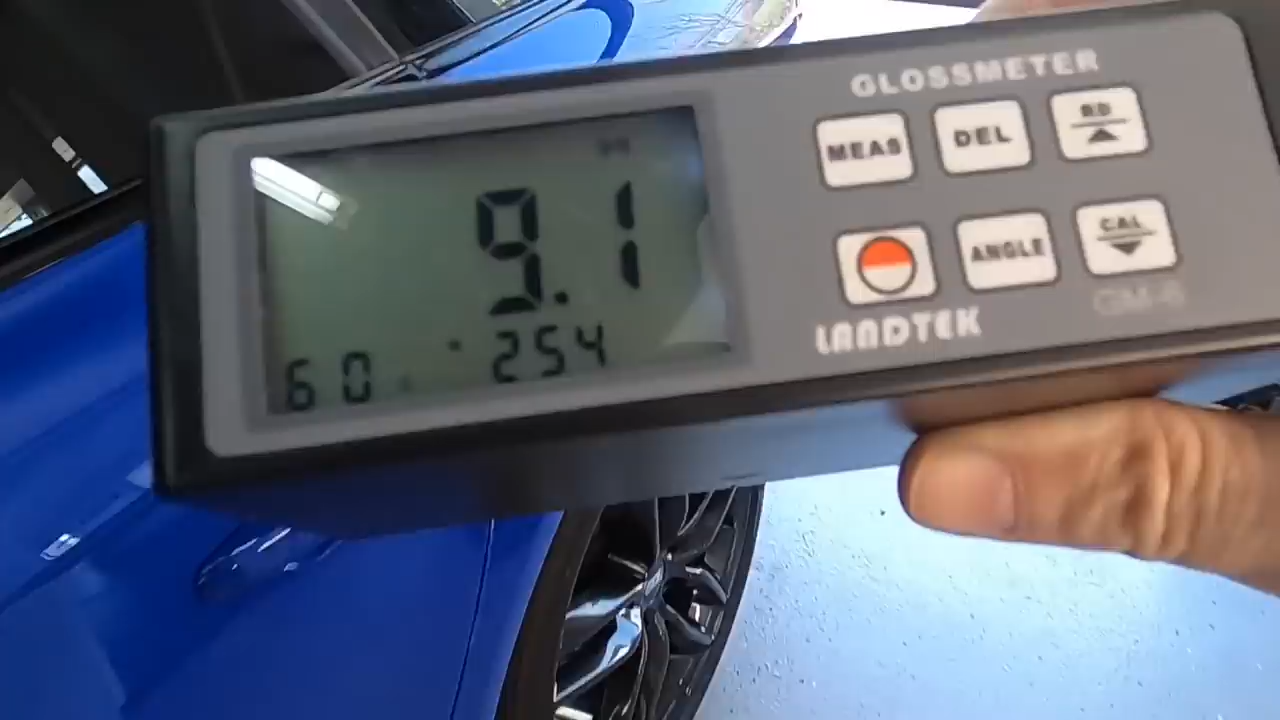 GLOSSMETER
MEAS DEL RD
9.1
ANGLE CAL
LANDTEK
60 254